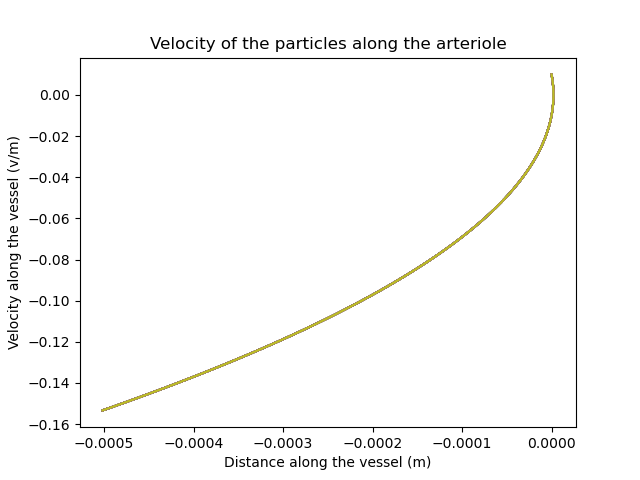 Velocity of the particles along the arteriole
Velocity along the vessel (v/m)
0.00
−0.02
−0.04
−0.06
−0.08
−0.10
−0.12
−0.14
−0.16
−0.0005 −0.0004 −0.0003 −0.0002 −0.0001 0.0000
Distance along the vessel (m)